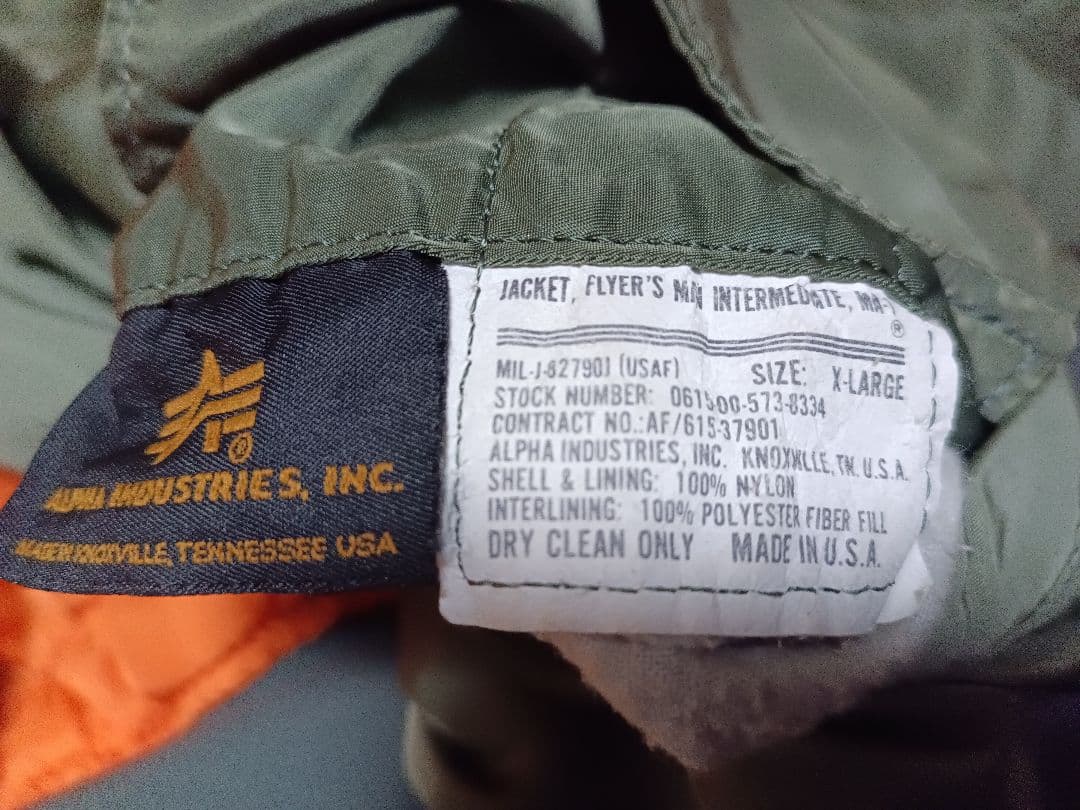 ALPHA INDUSTRIES, INC.
MADE IN KNOXVILLE, TENNESSEE USA
JACKET, FLYER'S INTERMEDIATE, MA-1
®
MIL-J-827901 (USAF) SIZE: X-LARGE
STOCK NUMBER: 061500-573-8334
CONTRACT NO.:AF/615-37901
ALPHA INDUSTRIES, INC. KNOXVILLE, TN. U.S.A.
SHELL & LINING: 100% NYLON
INTERLINING: 100% POLYESTER FIBER FILL
DRY CLEAN ONLY MADE IN U.S.A.